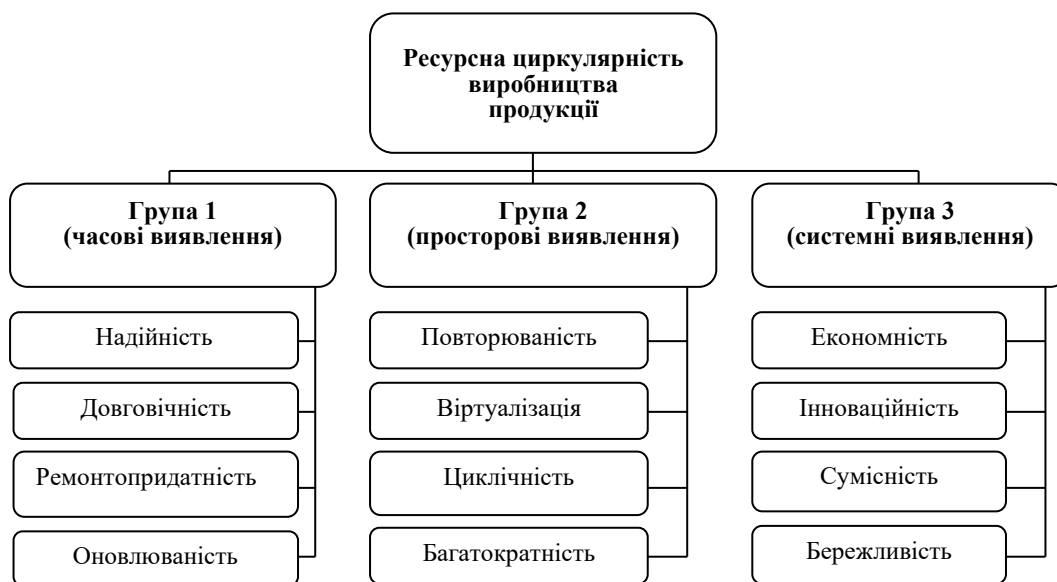 Ресурсна циркулярність
виробництва
продукції
Група 1
(часові виявлення)
Група 2
(просторові виявлення)
Група 3
(системні виявлення)
Надійність
Повторюваність
Економність
Довговічність
Віртуалізація
Інноваційність
Ремонтопридатність
Циклічність
Сумісність
Оновлюваність
Багатократність
Бережливість